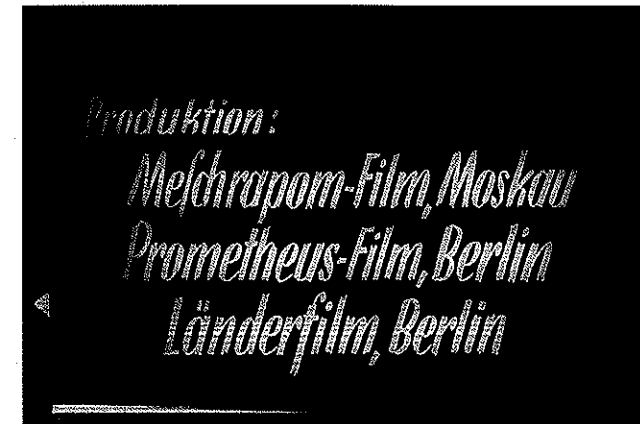 Produktion:
Meſchrapom-Film, Moskau
Prometheus-Film, Berlin
Länderfilm, Berlin